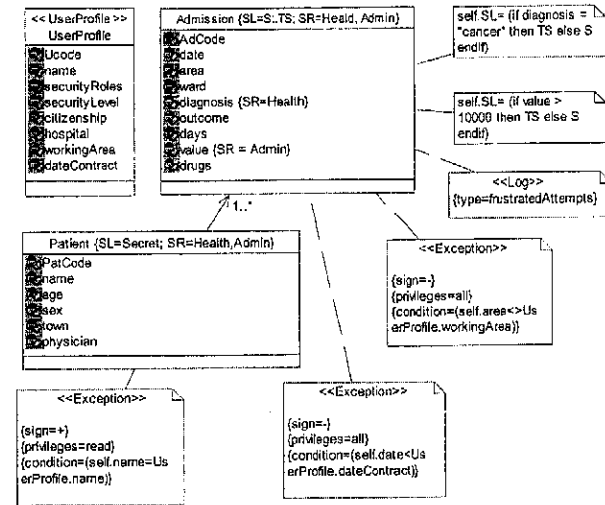 << UserProfile >>
UserProfile
Ucode
name
securityRoles
securityLevel
citizenship
hospital
workingArea
dateContract
Admission {SL=S..TS; SR=Heald, Admin}
AdCode
date
area
ward
diagnosis {SR=Health}
outcome
days
value {SR = Admin}
drugs
self.SL= (if diagnosis =
"cancer" then TS else S
endif)
self.SL= (if value >
10000 then TS else S
endif)
<<Log>>
{type=frustratedAttempts}
1..*
Patient {SL=Secret; SR=Health,Admin}
PatCode
name
age
sex
town
physician
<<Exception>>
{sign=-}
{privileges=all}
{condition=(self.area<>Us
erProfile.workingArea)}
<<Exception>>
{sign=+}
{privileges=read}
{condition=(self.name=Us
erProfile.name)}
<<Exception>>
{sign=-}
{privileges=all}
{condition=(self.date<Us
erProfile.dateContract)}